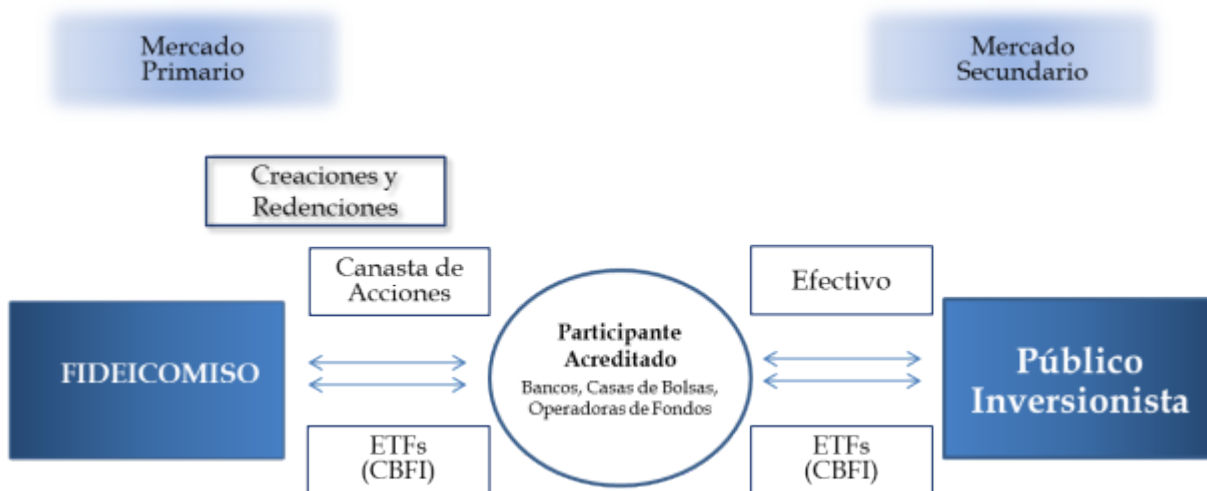 Mercado
Primario
Mercado
Secundario
Creaciones y
Redenciones
Canasta de
Acciones
Efectivo
FIDEICOMISO
Participante
Acreditado
Bancos, Casas de Bolsas,
Operadoras de Fondos
Público
Inversionista
ETFs
(CBFI)
ETFs
(CBFI)